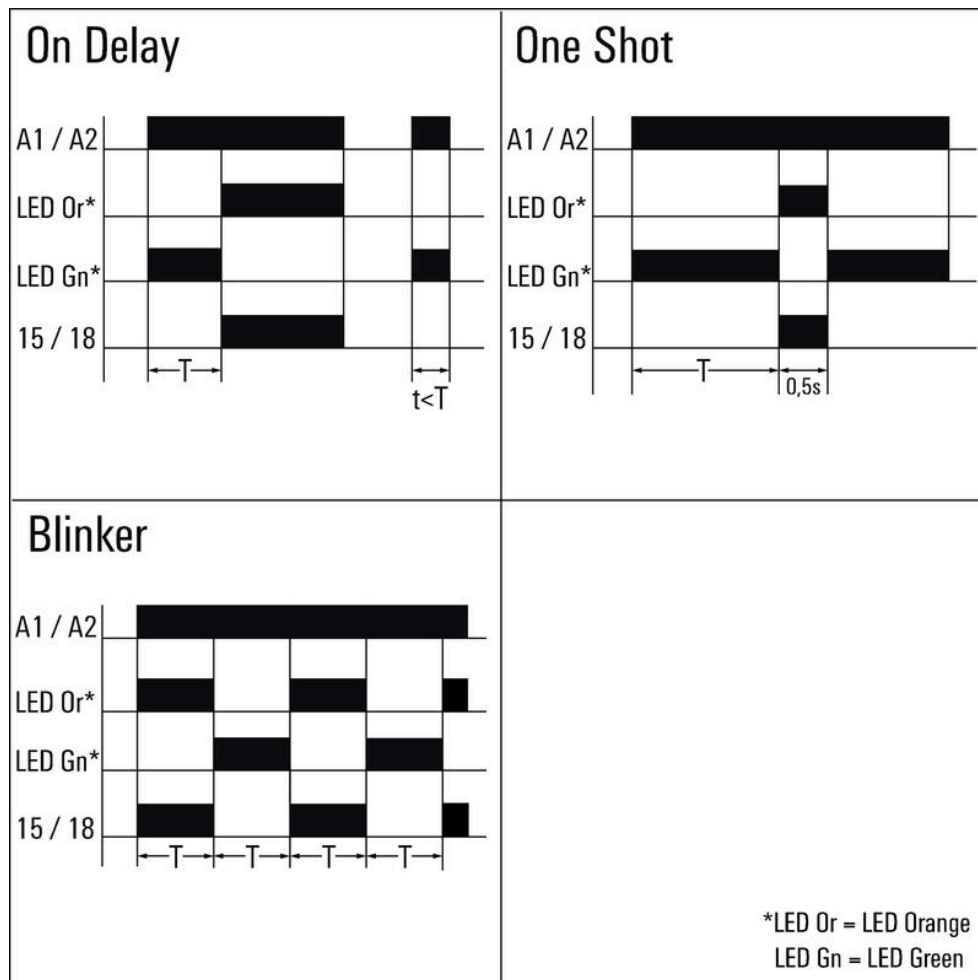 On Delay
A1 / A2
LED Or*
LED Gn*
15 / 18
T
t<T
One Shot
A1 / A2
LED Or*
LED Gn*
15 / 18
T
0,5s
Blinker
A1 / A2
LED Or*
LED Gn*
15 / 18
T T T T
*LED Or = LED Orange
LED Gn = LED Green